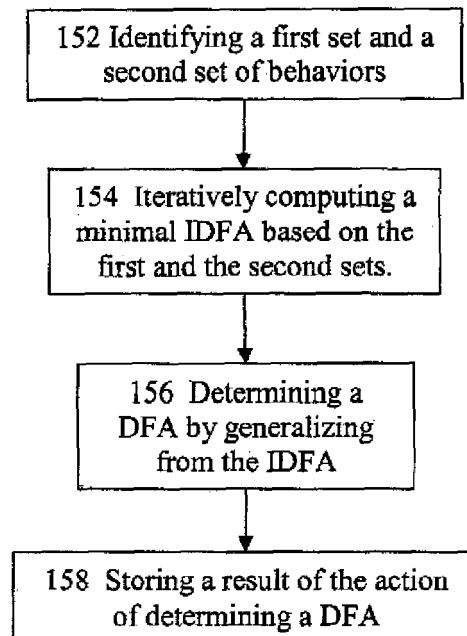 152 Identifying a first set and a
second set of behaviors
154 Iteratively computing a
minimal IDFA based on the
first and the second sets.
156 Determining a
DFA by generalizing
from the IDFA
158 Storing a result of the action
of determining a DFA